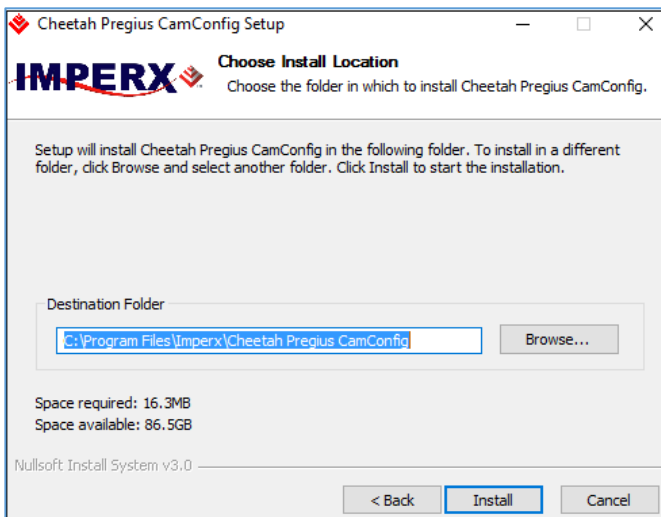 Cheetah Pregius CamConfig Setup
IMPERX
Choose Install Location
Choose the folder in which to install Cheetah Pregius CamConfig.
Setup will install Cheetah Pregius CamConfig in the following folder. To install in a different
folder, click Browse and select another folder. Click Install to start the installation.
Destination Folder
C:\Program Files\Imperx\Cheetah Pregius CamConfig
Browse...
Space required: 16.3MB
Space available: 86.5GB
Nullsoft Install System v3.0
< Back
Install
Cancel